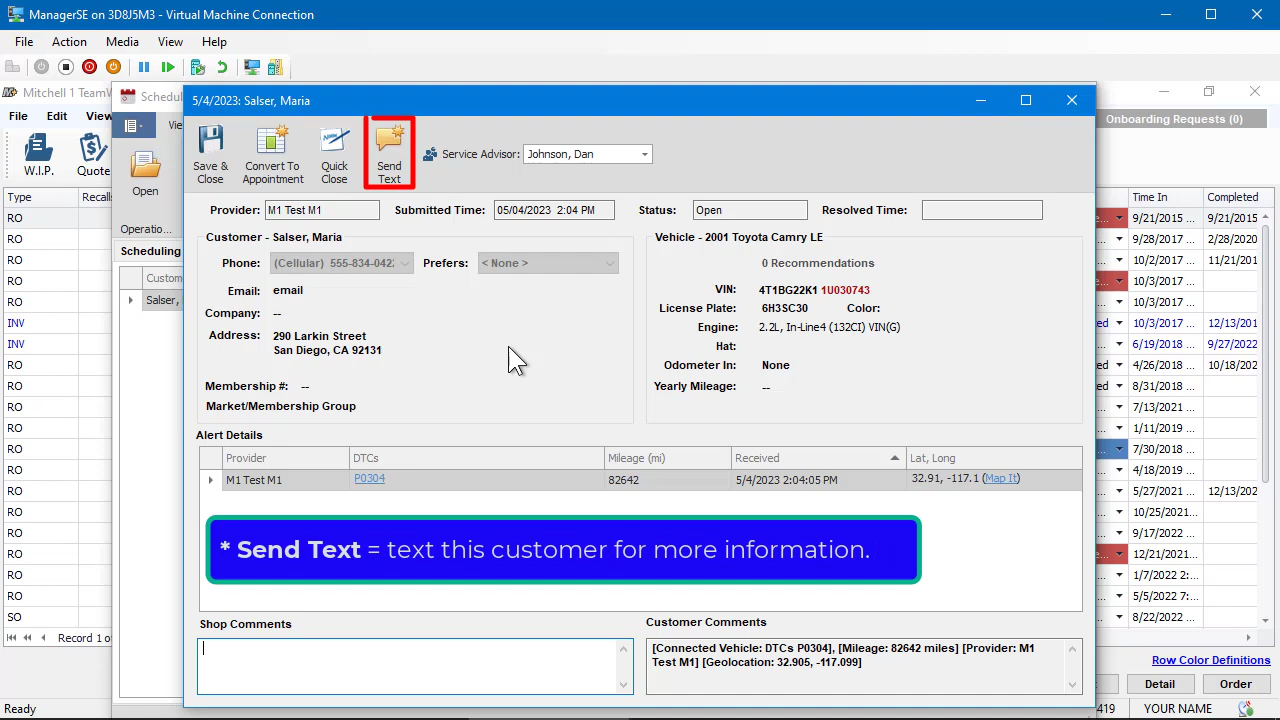 ManagerSE on 3D8J5M3 - Virtual Machine Connection
File Action Media View Help
Mitchell 1 TeamW
File Edit View
W.I.P. Quote
Onboarding Requests (0)
Schedu
Vie
Open
Operatio...
Scheduling
Custome
Salser,
5/4/2023: Salser, Maria
Save & Close
Convert To Appointment
Quick Close
Send Text
Service Advisor: Johnson, Dan
Provider: M1 Test M1 Submitted Time: 05/04/2023 2:04 PM Status: Open Resolved Time:
Customer - Salser, Maria
Phone: (Cellular) 555-834-042 Prefers: < None >
Email: email
Company: --
Address: 290 Larkin Street
San Diego, CA 92131
Membership #: --
Market/Membership Group
Vehicle - 2001 Toyota Camry LE
0 Recommendations
VIN: 4T1BG22K1 1U030743
License Plate: 6H3SC30 Color:
Engine: 2.2L, In-Line4 (132CI) VIN(G)
Hat:
Odometer In: None
Yearly Mileage: --
Alert Details
Provider DTCs Mileage (mi) Received Lat, Long
M1 Test M1 P0304 82642 5/4/2023 2:04:05 PM 32.91, -117.1 (Map It)
* Send Text = text this customer for more information.
Shop Comments
Customer Comments
[Connected Vehicle: DTCs P0304], [Mileage: 82642 miles] [Provider: M1
Test M1] [Geolocation: 32.905, -117.099]
Type Recalls
RO
RO
RO
RO
RO
INV
INV
RO
RO
RO
RO
RO
RO
RO
RO
RO
RO
RO
RO
SO
Record 1 o
Time In Completed
9/21/2015 ... 9/21/2015
9/28/2017 ... 2/28/2020
10/2/2017 ... 11/21/201
10/3/2017 ...
10/3/2017 ...
10/3/2017 ... 12/13/201
6/19/2018 ... 9/27/2022
4/26/2018 ... 10/18/202
8/31/2018 ...
7/13/2021 ...
1/11/2019 ...
7/30/2018 ...
4/18/2019 ...
5/27/2021 ... 12/13/202
10/25/2021 ...
10/29/2021 ...
12/21/2021 ...
1/7/2022 2:...
5/5/2022 7:...
8/22/2022 ...
Row Color Definitions
Detail Order
Ready
419 YOUR NAME